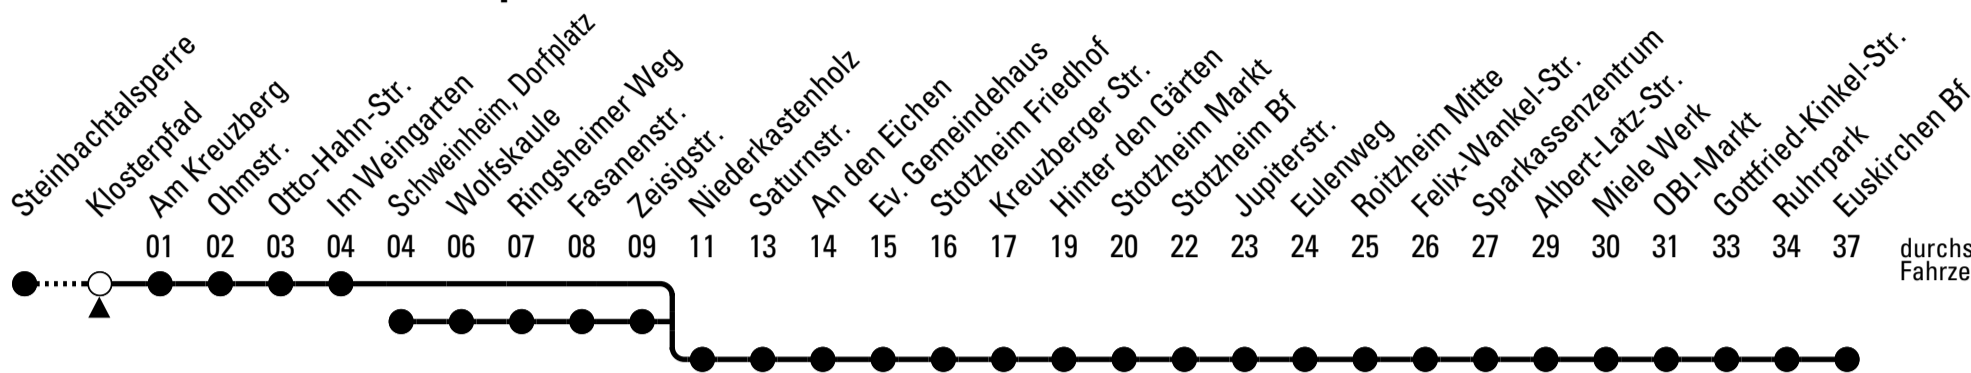 Steinbachtalsperre
Klosterpfad
Am Kreuzberg
Ohmstr.
Otto-Hahn-Str.
Im Weingarten
Schweinheim, Dorfplatz
Wolfskaule
Ringsheimer Weg
Fasanenstr.
Zeisigstr.
Niederkastenholz
Saturnstr.
An den Eichen
Ev. Gemeindehaus
Stotzheim Friedhof
Kreuzberger Str.
Hinter den Gärten
Stotzheim Markt
Stotzheim Bf
Jupiterstr.
Eulenweg
Roitzheim Mitte
Felix-Wankel-Str.
Sparkassenzentrum
Albert-Latz-Str.
Miele Werk
OBI-Markt
Gottfried-Kinkel-Str.
Ruhrpark
Euskirchen Bf
01 02 03 04 04 06 07 08 09 11 13 14 15 16 17 19 20 22 23 24 25 26 27 29 30 31 33 34 37
durchs
Fahrze